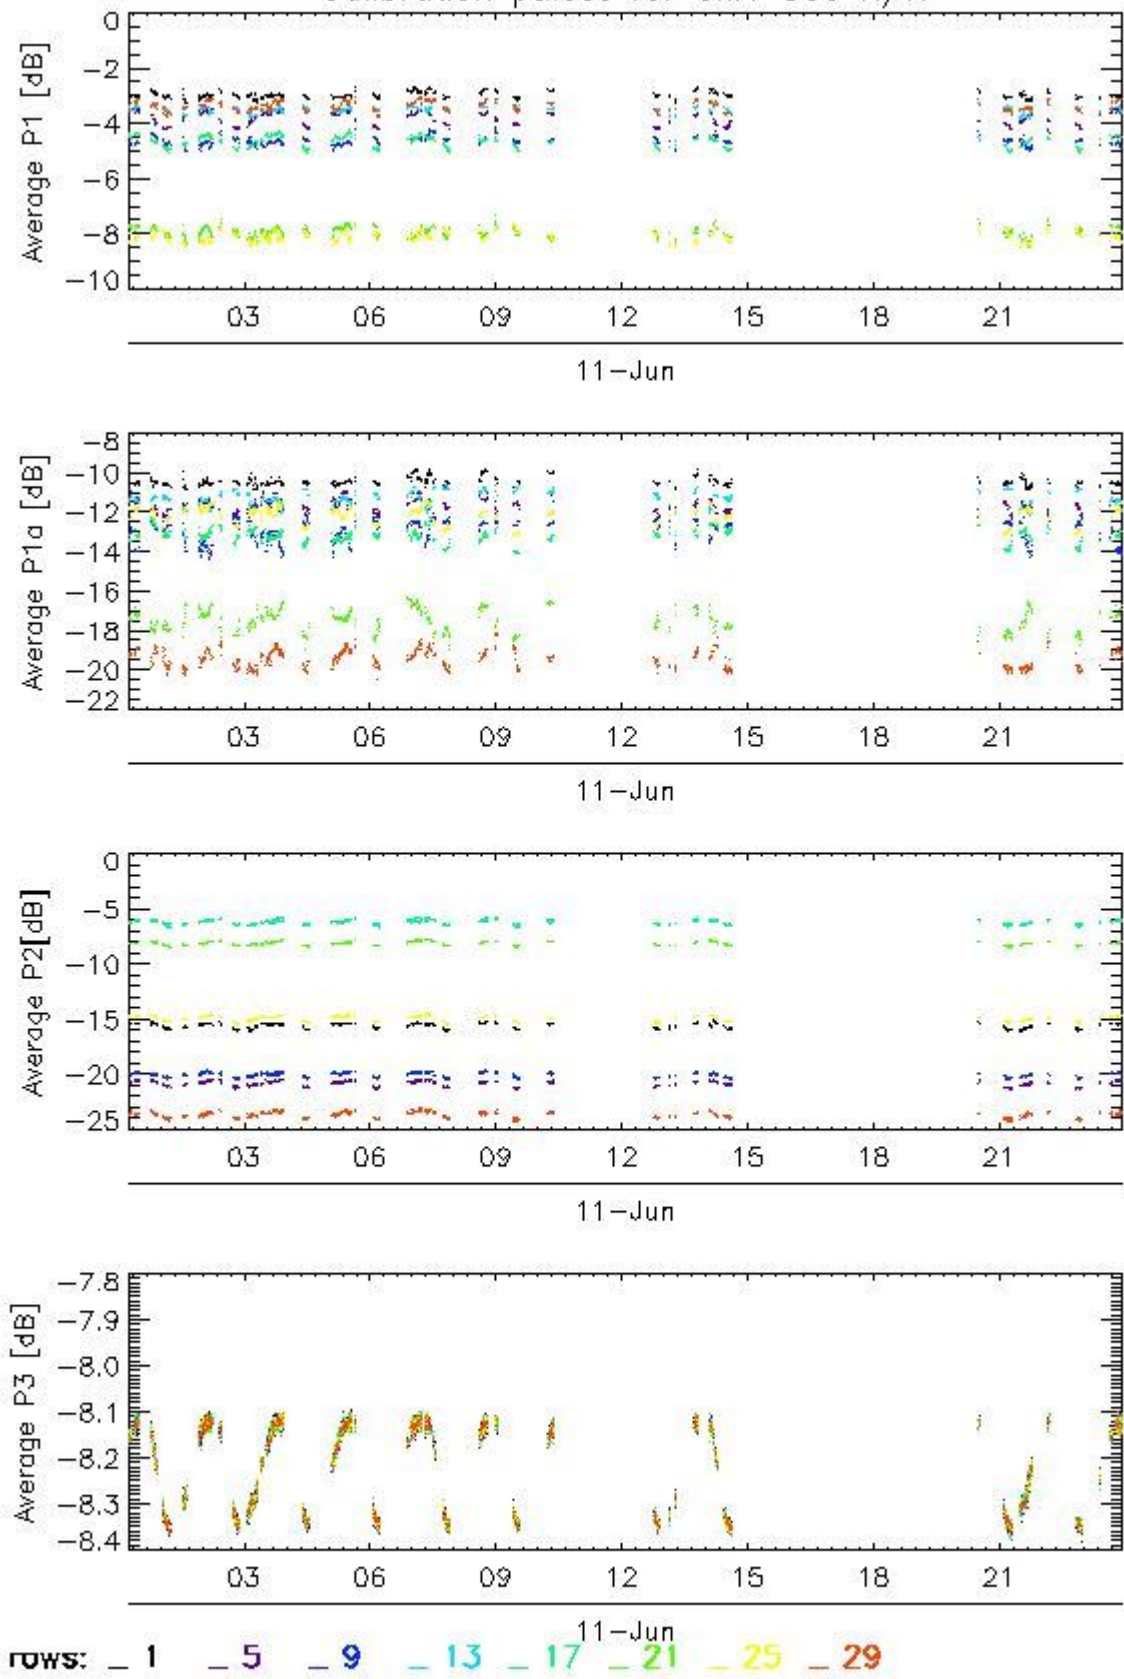 0
−2
−4
−6
−8
−10
Average P1 [dB]
03 06 09 12 15 18 21
11−Jun
−8
−10
−12
−14
−16
−18
−20
−22
Average P1a [dB]
03 06 09 12 15 18 21
11−Jun
0
−5
−10
−15
−20
−25
Average P2[dB]
03 06 09 12 15 18 21
11−Jun
−7.8
−7.9
−8.0
−8.1
−8.2
−8.3
−8.4
Average P3 [dB]
03 06 09 12 15 18 21
11−Jun
rows: _ 1 _ 5 _ 9 _ 13 _ 17 _ 21 _ 25 _ 29